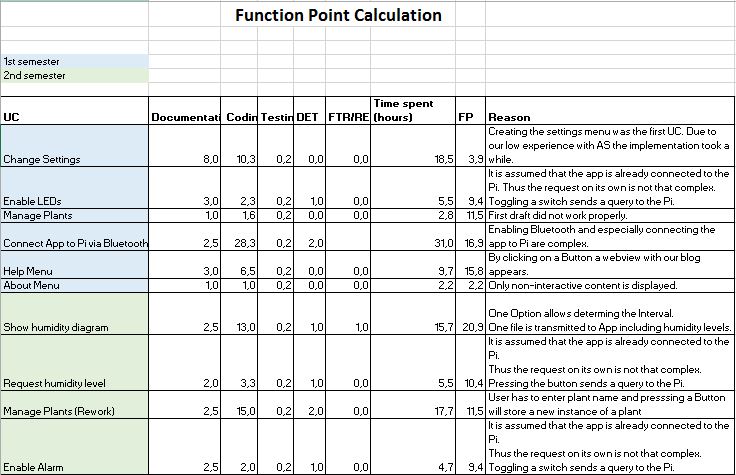 Function Point Calculation
1st semester
2nd semester
UC Documentati Codin Testin DET FTR/RE Time spent (hours) FP Reason
Change Settings 8,0 10,3 0,2 0,0 0,0 18,5 3,9 Creating the settings menu was the first UC. Due to
our low experience with AS the implementation took a
while.
Enable LEDs 3,0 2,3 0,2 1,0 0,0 5,5 9,4 It is assumed that the app is already connected to the
Pi. Thus the request on its own is not that complex.
Toggling a switch sends a query to the Pi.
Manage Plants 1,0 1,6 0,2 0,0 0,0 2,8 11,5 First draft did not work properly.
Connect App to Pi via Bluetooth 2,5 28,3 0,2 2,0 31,0 16,9 Enabling Bluetooth and especially connecting the
app to Pi are complex.
Help Menu 3,0 6,5 0,2 0,0 0,0 9,7 15,8 By clicking on a Button a webview with our blog
appears.
About Menu 1,0 1,0 0,2 0,0 0,0 2,2 2,2 Only non-interactive content is displayed.
Show humidity diagram 2,5 13,0 0,2 1,0 1,0 15,7 20,9 One Option allows determing the Interval.
One file is transmitted to App including humidity levels.
Request humidity level 2,0 3,3 0,2 1,0 0,0 5,5 10,4 It is assumed that the app is already connected to the
Pi.
Thus the request on its own is not that complex.
Pressing the button sends a query to the Pi.
Manage Plants (Rework) 2,5 15,0 0,2 2,0 0,0 17,7 11,5 User has to enter plant name and presssing a Button
will store a new instance of a plant
Enable Alarm 2,5 2,0 0,2 1,0 0,0 4,7 9,4 It is assumed that the app is already connected to the
Pi.
Thus the request on its own is not that complex.
Toggling a switch sends a query to the Pi.